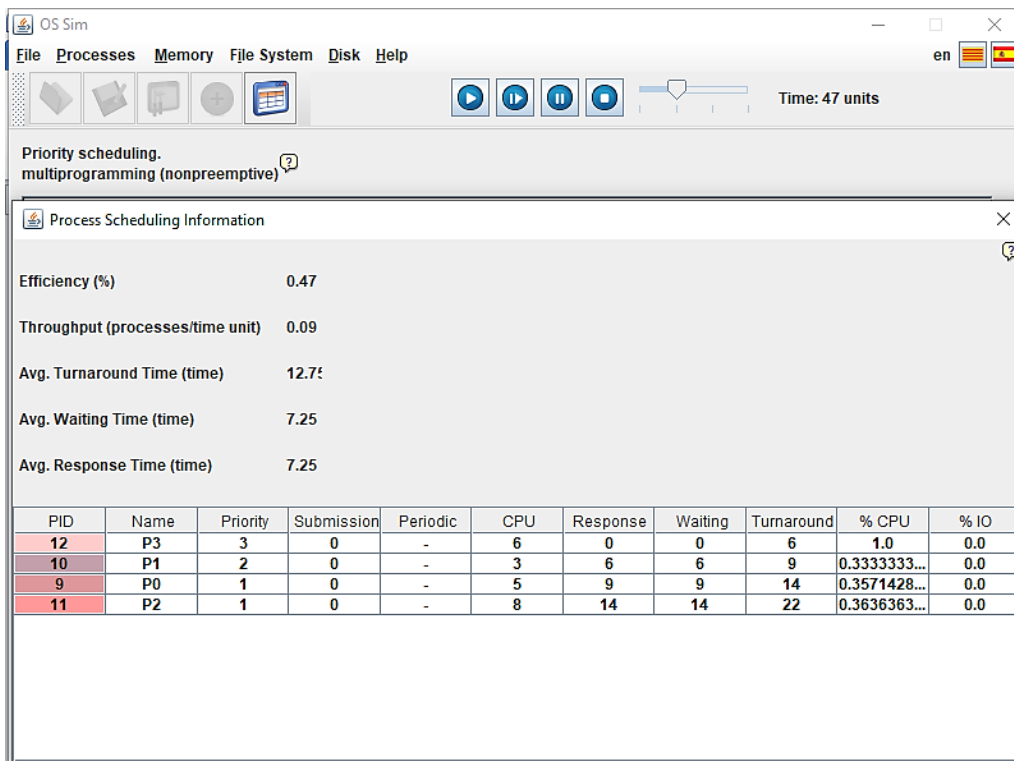 OS Sim
File Processes Memory File System Disk Help en
Time: 47 units
Priority scheduling.
multiprogramming (nonpreemptive) ?
Process Scheduling Information
?
Efficiency (%) 0.47
Throughput (processes/time unit) 0.09
Avg. Turnaround Time (time) 12.75
Avg. Waiting Time (time) 7.25
Avg. Response Time (time) 7.25
PID Name Priority Submission Periodic CPU Response Waiting Turnaround % CPU % IO
12 P3 3 0 - 6 0 0 6 1.0 0.0
10 P1 2 0 - 3 6 6 9 0.3333333... 0.0
9 P0 1 0 - 5 9 9 14 0.3571428... 0.0
11 P2 1 0 - 8 14 14 22 0.3636363... 0.0